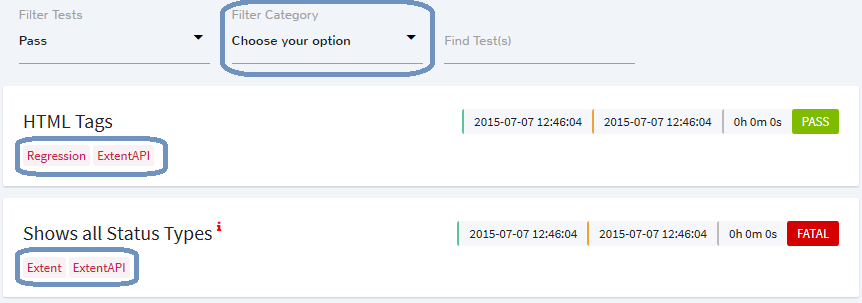 Filter Tests Filter Category
Pass Choose your option Find Test(s)
HTML Tags 2015-07-07 12:46:04 2015-07-07 12:46:04 0h 0m 0s PASS
Regression ExtentAPI
Shows all Status Types i 2015-07-07 12:46:04 2015-07-07 12:46:04 0h 0m 0s FATAL
Extent ExtentAPI